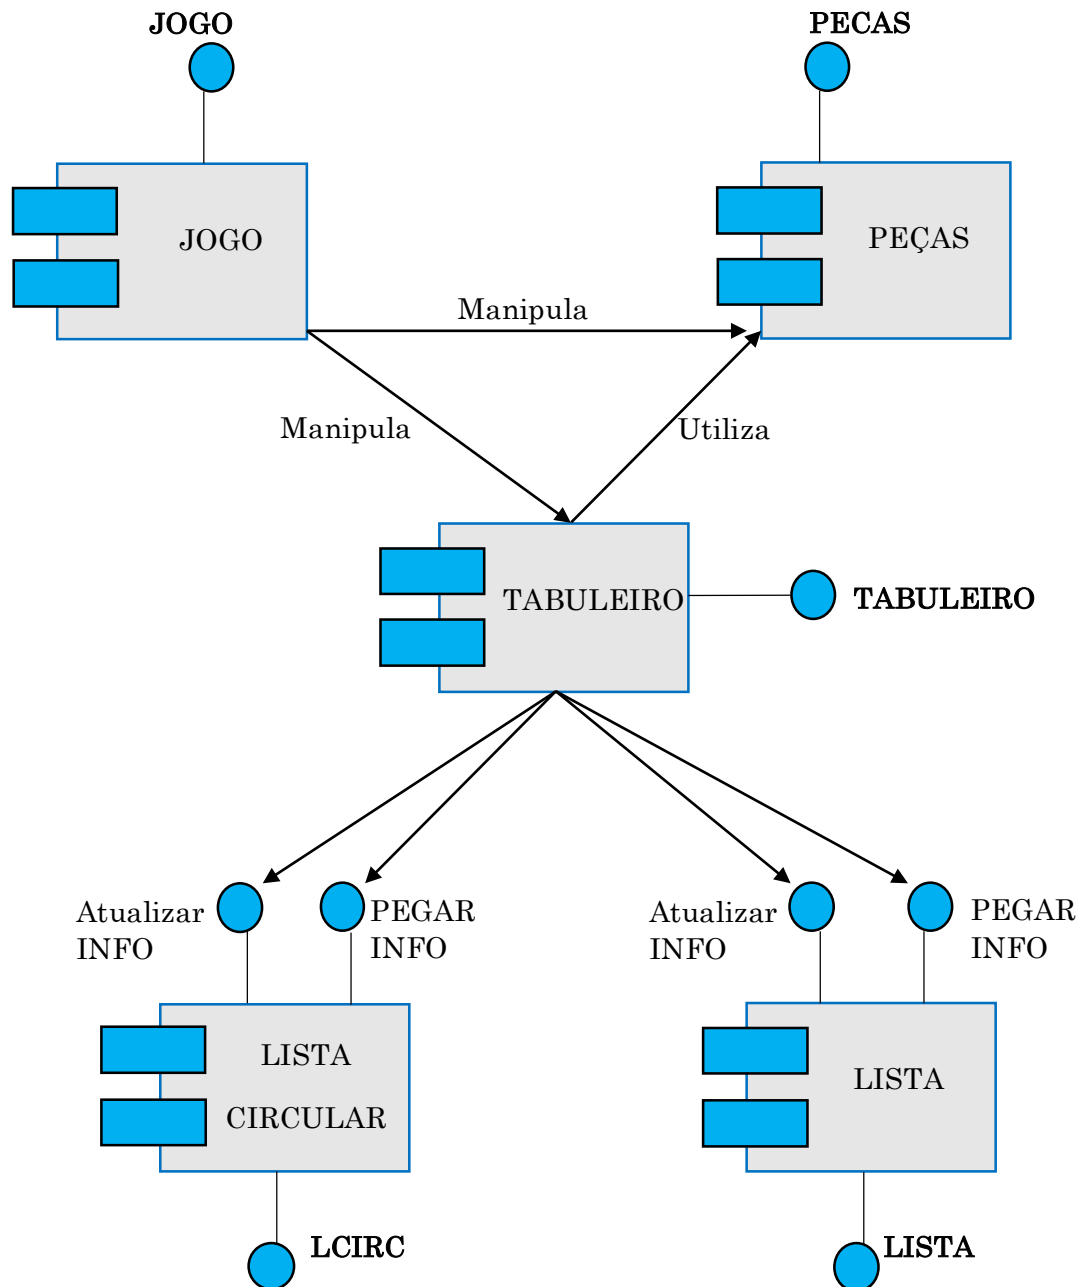 JOGO
PECAS
JOGO
PEÇAS
Manipula
Manipula
Utiliza
TABULEIRO
TABULEIRO
Atualizar
INFO
PEGAR
INFO
Atualizar
INFO
PEGAR
INFO
LISTA
CIRCULAR
LISTA
LCIRC
LISTA